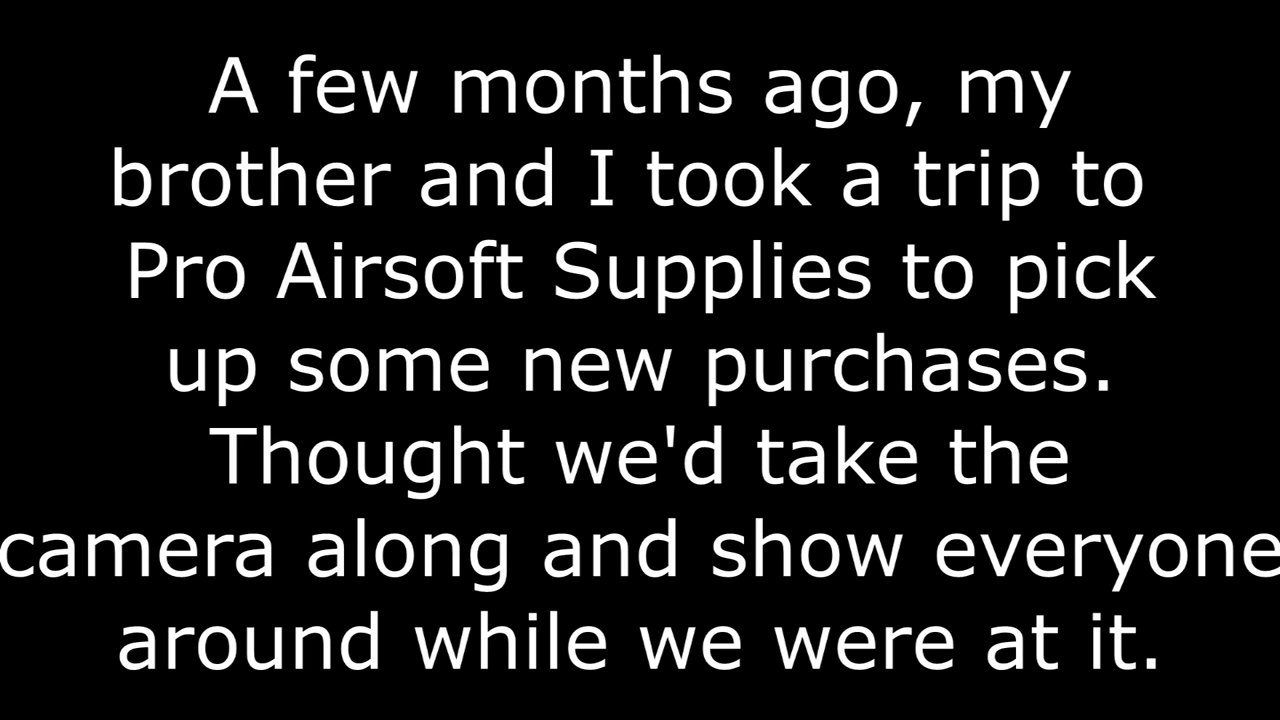 A few months ago, my
brother and I took a trip to
Pro Airsoft Supplies to pick
up some new purchases.
Thought we'd take the
camera along and show everyone
around while we were at it.